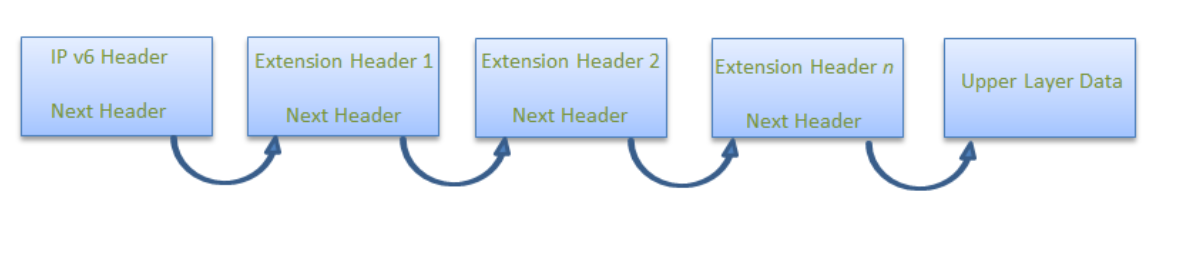 IP v6 Header
Next Header
Extension Header 1
Next Header
Extension Header 2
Next Header
Extension Header n
Next Header
Upper Layer Data